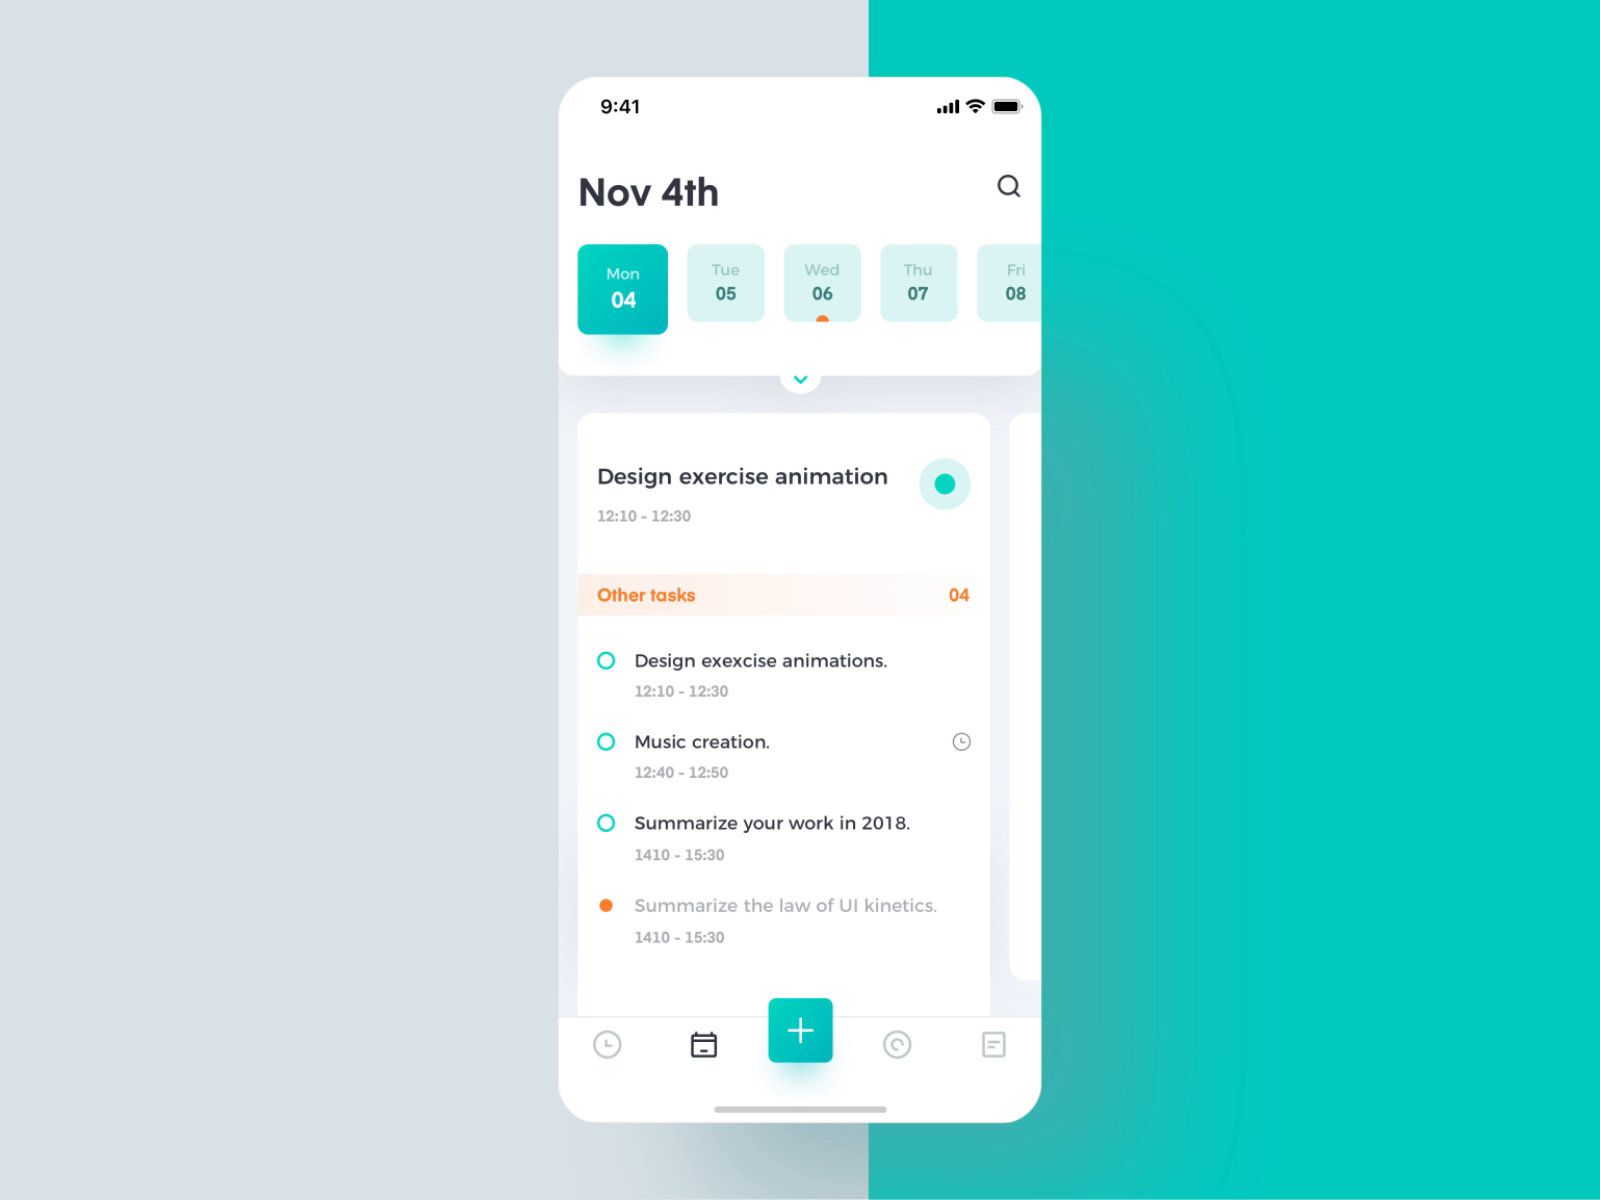 9:41
Nov 4th
Mon Tue Wed Thu Fri
04 05 06 07 08
Design exercise animation
12:10 - 12:30
Other tasks 04
Design exexcise animations.
12:10 - 12:30
Music creation.
12:40 - 12:50
Summarize your work in 2018.
1410 - 15:30
Summarize the law of UI kinetics.
1410 - 15:30